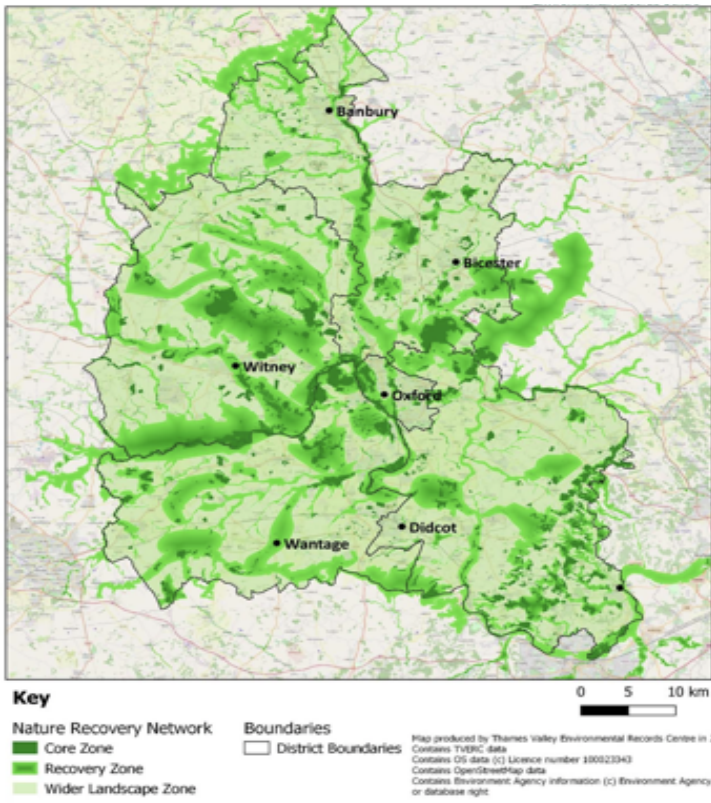 Banbury
Bicester
Witney
Oxford
Didcot
Wantage
Key
0 5 10 km
Nature Recovery Network
Core Zone
Recovery Zone
Wider Landscape Zone
Boundaries
District Boundaries
Map produced by Thames Valley Environmental Records Centre in
Contains TVERC data
Contains OS data (c) Licence number 100023343
Contains OpenStreetMap data
Contains Environment Agency information (c) Environment Agency
or database right